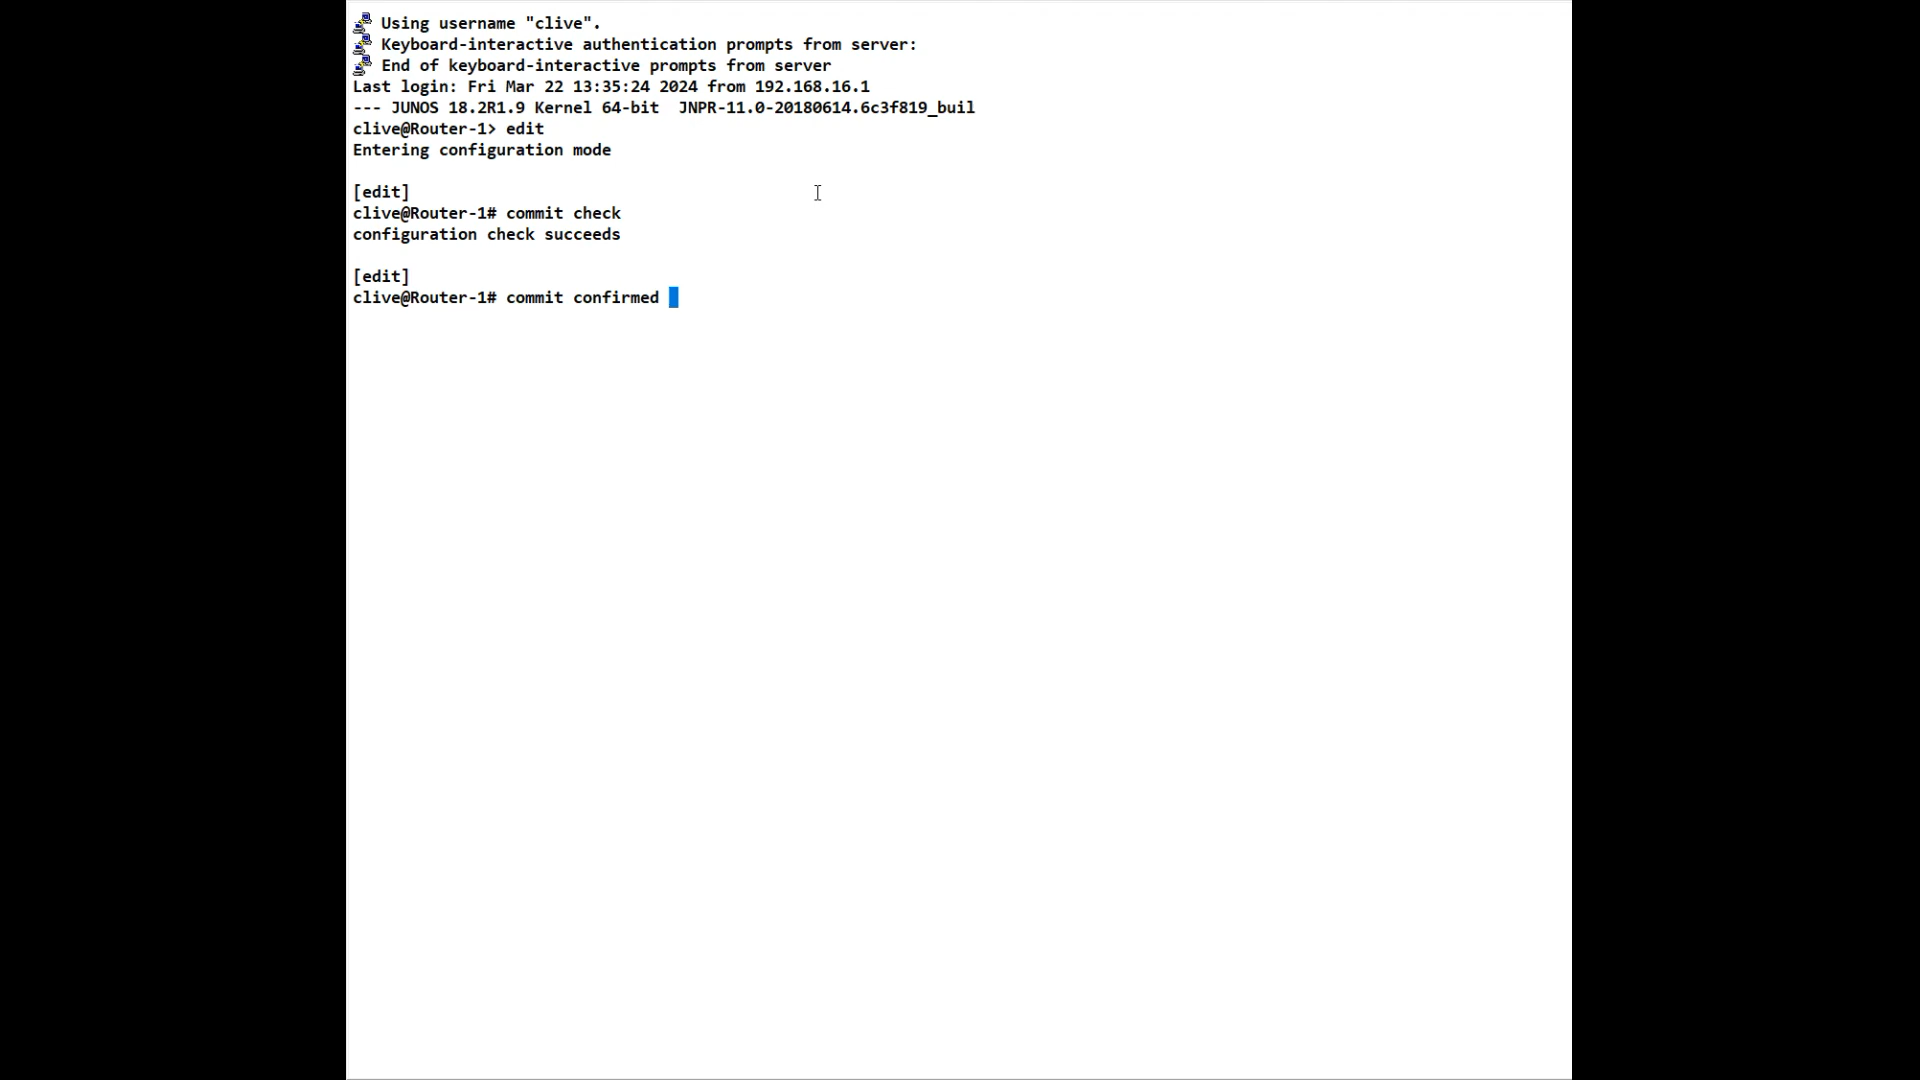 Using username "clive".
Keyboard-interactive authentication prompts from server:
End of keyboard-interactive prompts from server
Last login: Fri Mar 22 13:35:24 2024 from 192.168.16.1
--- JUNOS 18.2R1.9 Kernel 64-bit  JNPR-11.0-20180614.6c3f819_buil
clive@Router-1> edit
Entering configuration mode
[edit]
clive@Router-1# commit check
configuration check succeeds
[edit]
clive@Router-1# commit confirmed